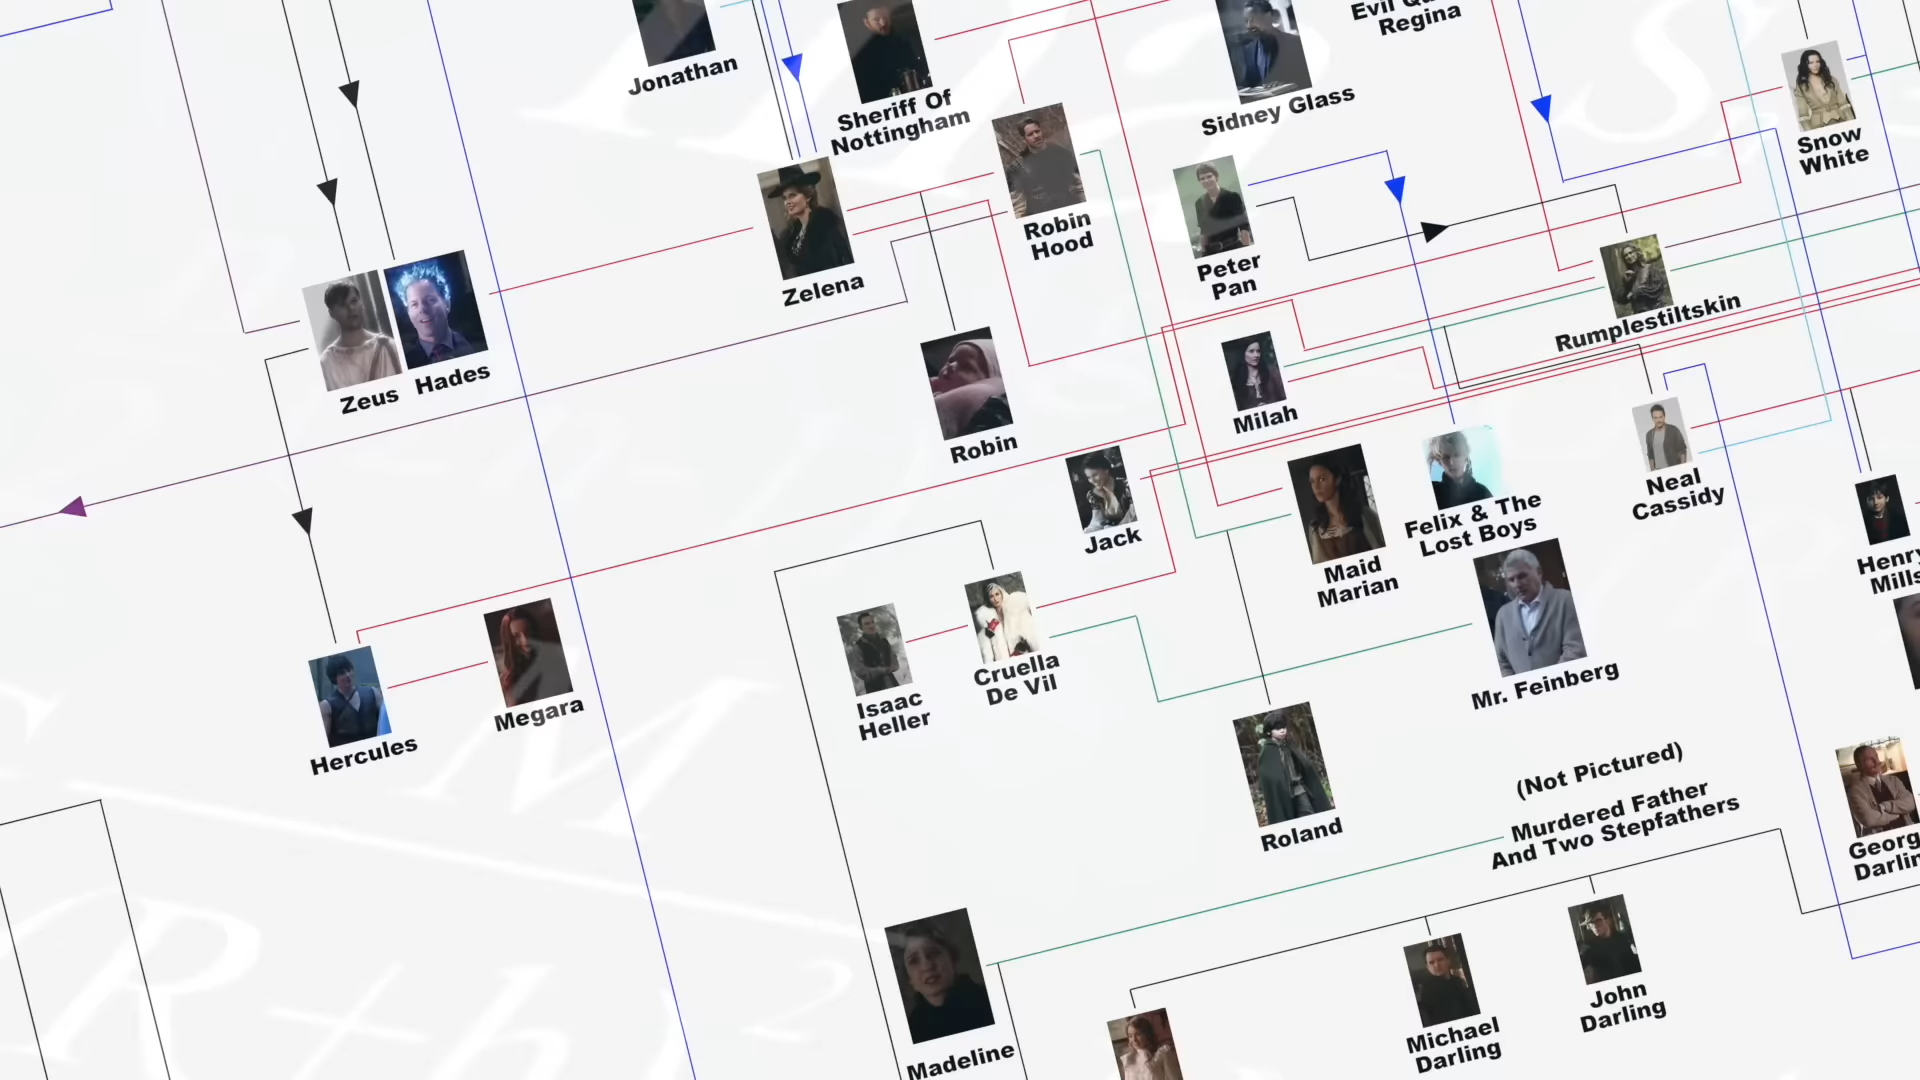 Evil
Regina
Jonathan
Sheriff Of
Nottingham
Sidney Glass
Snow
White
Robin
Hood
Peter
Pan
Zelena
Rumplestiltskin
Zeus
Hades
Milah
Robin
Jack
Neal
Cassidy
Felix & The
Lost Boys
Maid
Marian
Henry
Mills
Isaac
Heller
Cruella
De Vil
Mr. Feinberg
Megara
Hercules
Roland
(Not Pictured)
Murdered Father
And Two Stepfathers
Georg
Darlin
John
Darling
Michael
Darling
Madeline